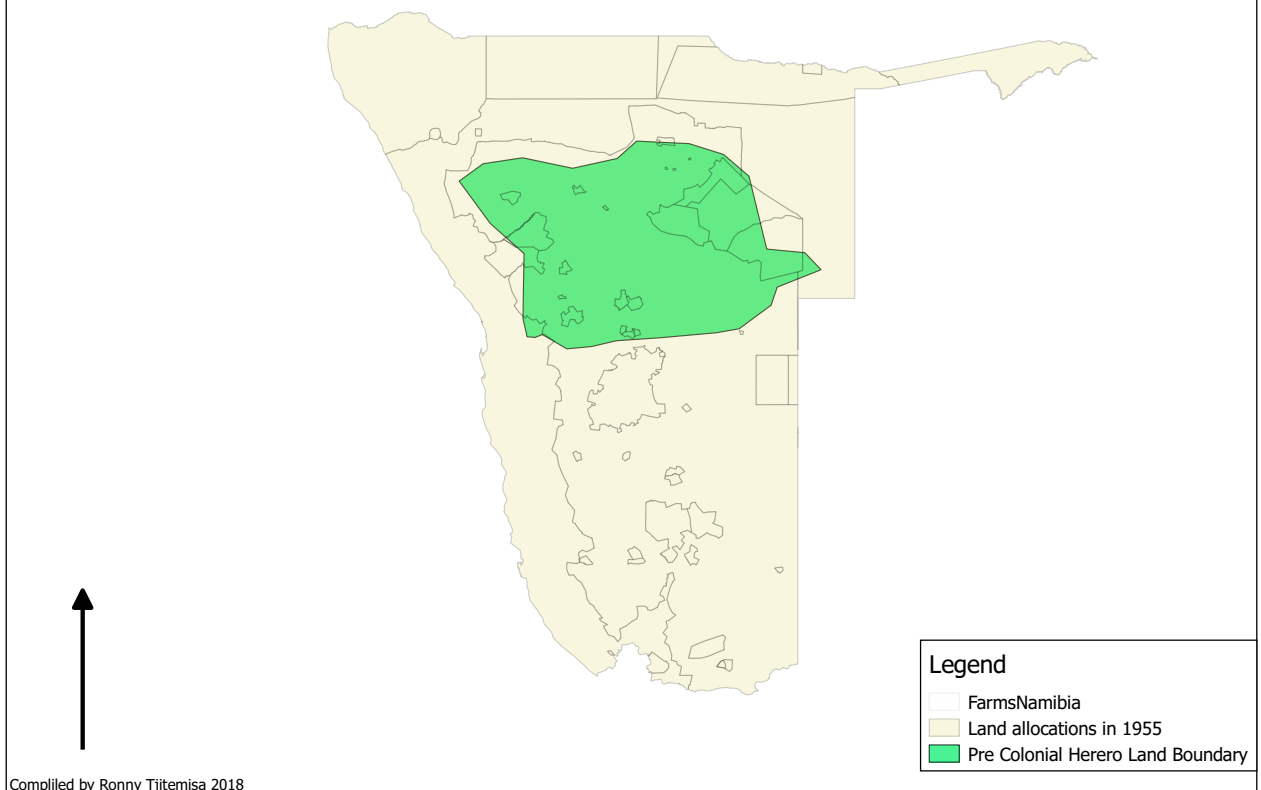 Legend
FarmsNamibia
Land allocations in 1955
Pre Colonial Herero Land Boundary
Compliled by Ronny Tjitemisa 2018